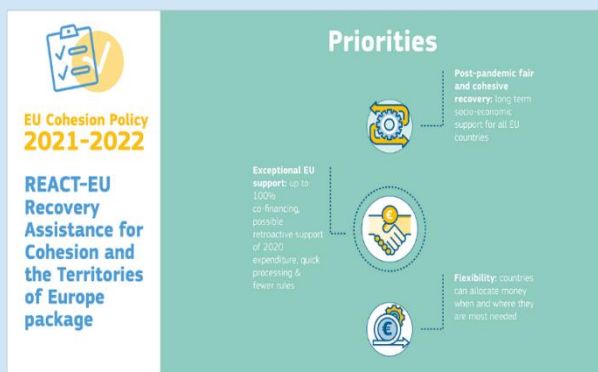 EU Cohesion Policy
2021-2022
REACT-EU
Recovery
Assistance for
Cohesion and
the Territories
of Europe
package
Priorities
Post-pandemic fair
and cohesive
recovery: long term
socio-economic
support for all EU
countries
Exceptional EU
support: up to
100%
co-financing,
possible
retroactive support
of 2020
expenditure, quick
processing &
fewer rules
Flexibility: countries
can allocate money
when and where they
are most needed